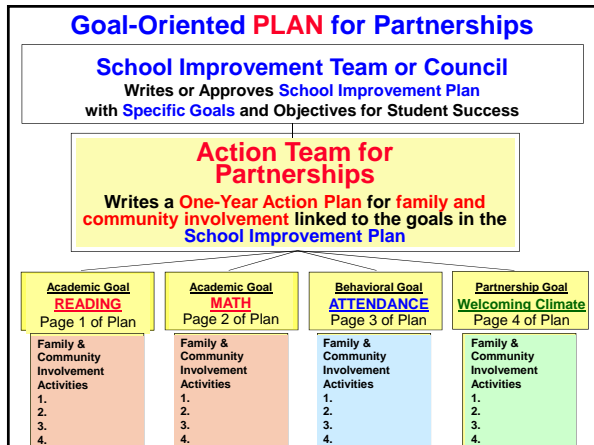 Goal-Oriented PLAN for Partnerships
School Improvement Team or Council
Writes or Approves School Improvement Plan
with Specific Goals and Objectives for Student Success
Action Team for
Partnerships
Writes a One-Year Action Plan for family and
community involvement linked to the goals in the
School Improvement Plan
Academic Goal
READING
Page 1 of Plan
Family &
Community
Involvement
Activities
1.
2.
3.
4.
Academic Goal
MATH
Page 2 of Plan
Family &
Community
Involvement
Activities
1.
2.
3.
4.
Behavioral Goal
ATTENDANCE
Page 3 of Plan
Family &
Community
Involvement
Activities
1.
2.
3.
4.
Partnership Goal
Welcoming Climate
Page 4 of Plan
Family &
Community
Involvement
Activities
1.
2.
3.
4.